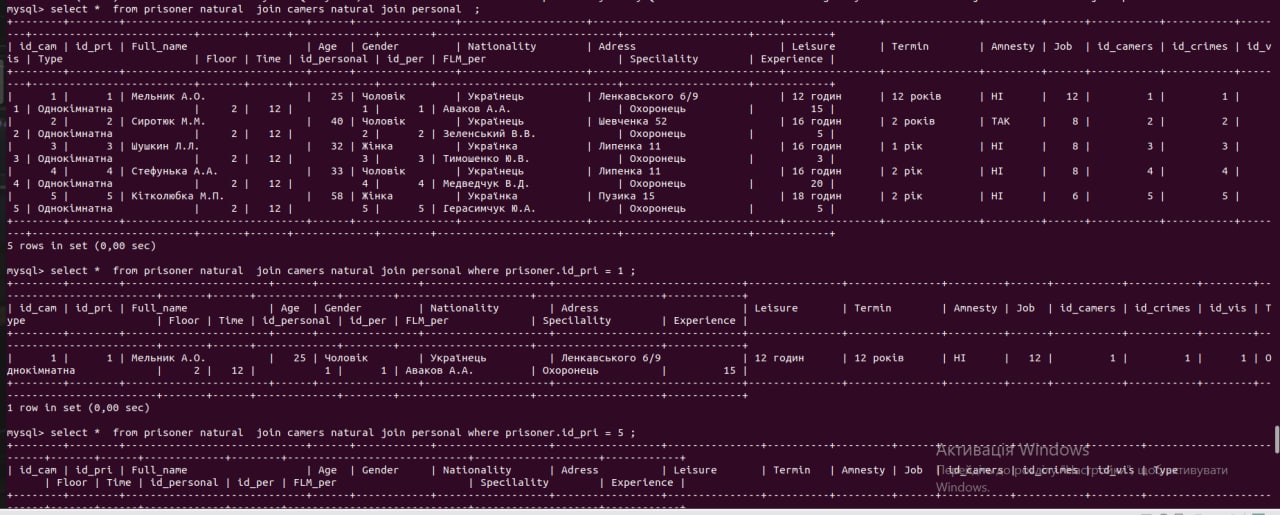 mysql> select *  from prisoner natural  join camers natural join personal  ;
| id_cam | id_pri | Full_name | Age | Gender | Nationality | Adress | Leisure | Termin | Amnesty | Job | id_camers | id_crimes | id_v
is | Type | Floor | Time | id_personal | id_per | FLM_per | Specilality | Experience |
| 1 | 1 | Мельник А.О. | 25 | Чоловік | Українець | Ленкавського 6/9 | 12 годин | 12 років | НІ | 12 | 1 | 1 |
1 | Однокімнатна | 2 | 12 | 1 | 1 | Аваков А.А. | Охоронець | 15 |
| 2 | 2 | Сиротюк М.М. | 40 | Чоловік | Українець | Шевченка 52 | 16 годин | 2 років | ТАК | 8 | 2 | 2 |
2 | Однокімнатна | 2 | 12 | 2 | 2 | Зеленський В.В. | Охоронець | 5 |
| 3 | 3 | Шушкин Л.Л. | 32 | Жінка | Українка | Липенка 11 | 16 годин | 1 рік | НІ | 8 | 3 | 3 |
3 | Однокімнатна | 2 | 12 | 3 | 3 | Тимошенко Ю.В. | Охоронець | 3 |
| 4 | 4 | Стефунька А.А. | 33 | Чоловік | Українець | Липенка 11 | 16 годин | 2 рік | НІ | 8 | 4 | 4 |
4 | Однокімнатна | 2 | 12 | 4 | 4 | Медведчук В.Д. | Охоронець | 20 |
| 5 | 5 | Кітколюбка М.П. | 58 | Жінка | Українка | Пузика 15 | 18 годин | 2 рік | НІ | 6 | 5 | 5 |
5 | Однокімнатна | 2 | 12 | 5 | 5 | Герасимчук Ю.А. | Охоронець | 5 |
5 rows in set (0,00 sec)
mysql> select *  from prisoner natural  join camers natural join personal where prisoner.id_pri = 1 ;
| id_cam | id_pri | Full_name | Age | Gender | Nationality | Adress | Leisure | Termin | Amnesty | Job | id_camers | id_crimes | id_vis | T
ype | Floor | Time | id_personal | id_per | FLM_per | Specilality | Experience |
| 1 | 1 | Мельник А.О. | 25 | Чоловік | Українець | Ленкавського 6/9 | 12 годин | 12 років | НІ | 12 | 1 | 1 | 1 | О
днокімнатна | 2 | 12 | 1 | 1 | Аваков А.А. | Охоронець | 15 |
1 row in set (0,00 sec)
mysql> select *  from prisoner natural  join camers natural join personal where prisoner.id_pri = 5 ;
Активація Windows
| id_cam | id_pri | Full_name | Age | Gender | Nationality | Adress | Leisure | Termin | Amnesty | Job | id_camers | id_crimes | id_vis | Type
Перейдіть до розділу "Настройки", щоб активувати
| Floor | Time | id_personal | id_per | FLM_per | Specilality | Experience |
Windows.